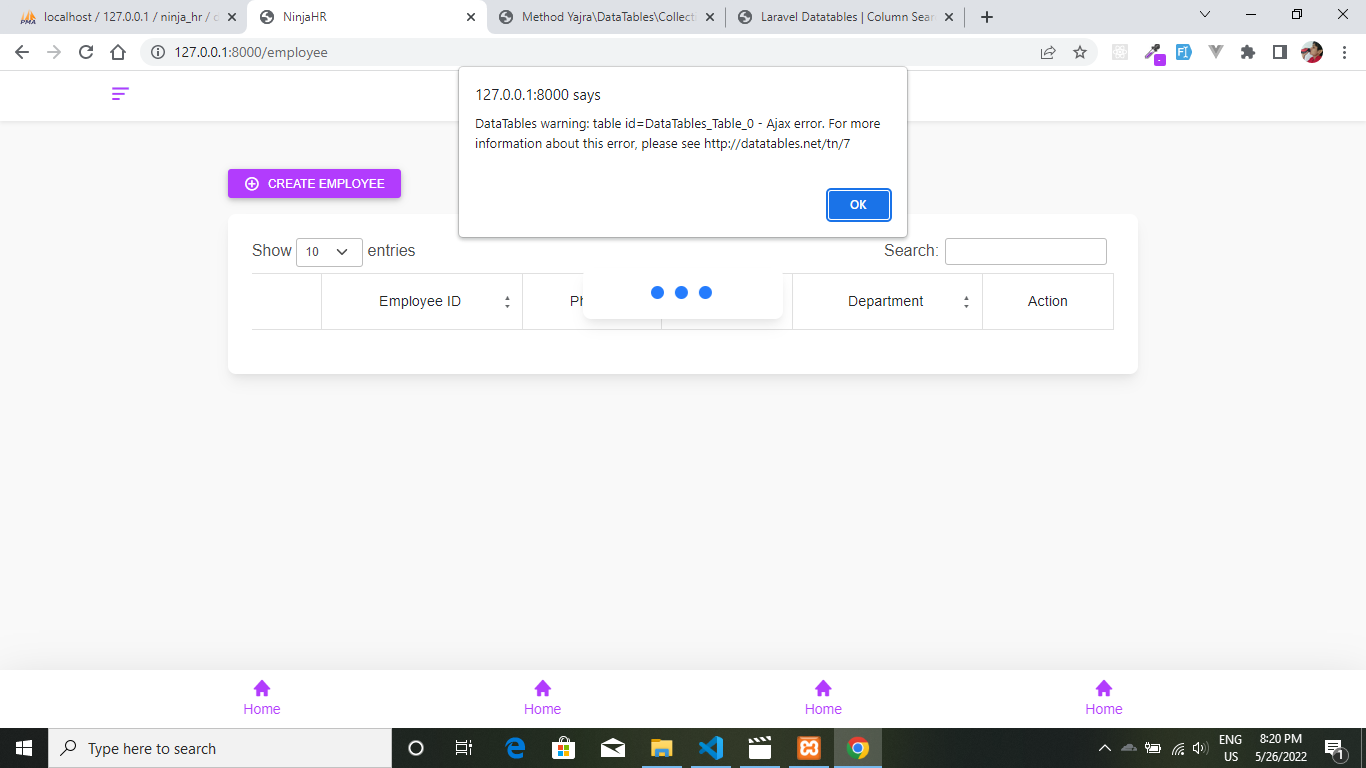 localhost / 127.0.0.1 / ninja_hr /
NinjaHR
Method Yajra\DataTables\Collect
Laravel Datatables | Column Sear
127.0.0.1:8000/employee
127.0.0.1:8000 says
DataTables warning: table id=DataTables_Table_0 - Ajax error. For more
information about this error, please see http://datatables.net/tn/7
OK
CREATE EMPLOYEE
Show 10 entries
Search:
Employee ID
Department
Action
Home
Home
Home
Home
Type here to search
ENG
US
8:20 PM
5/26/2022
1